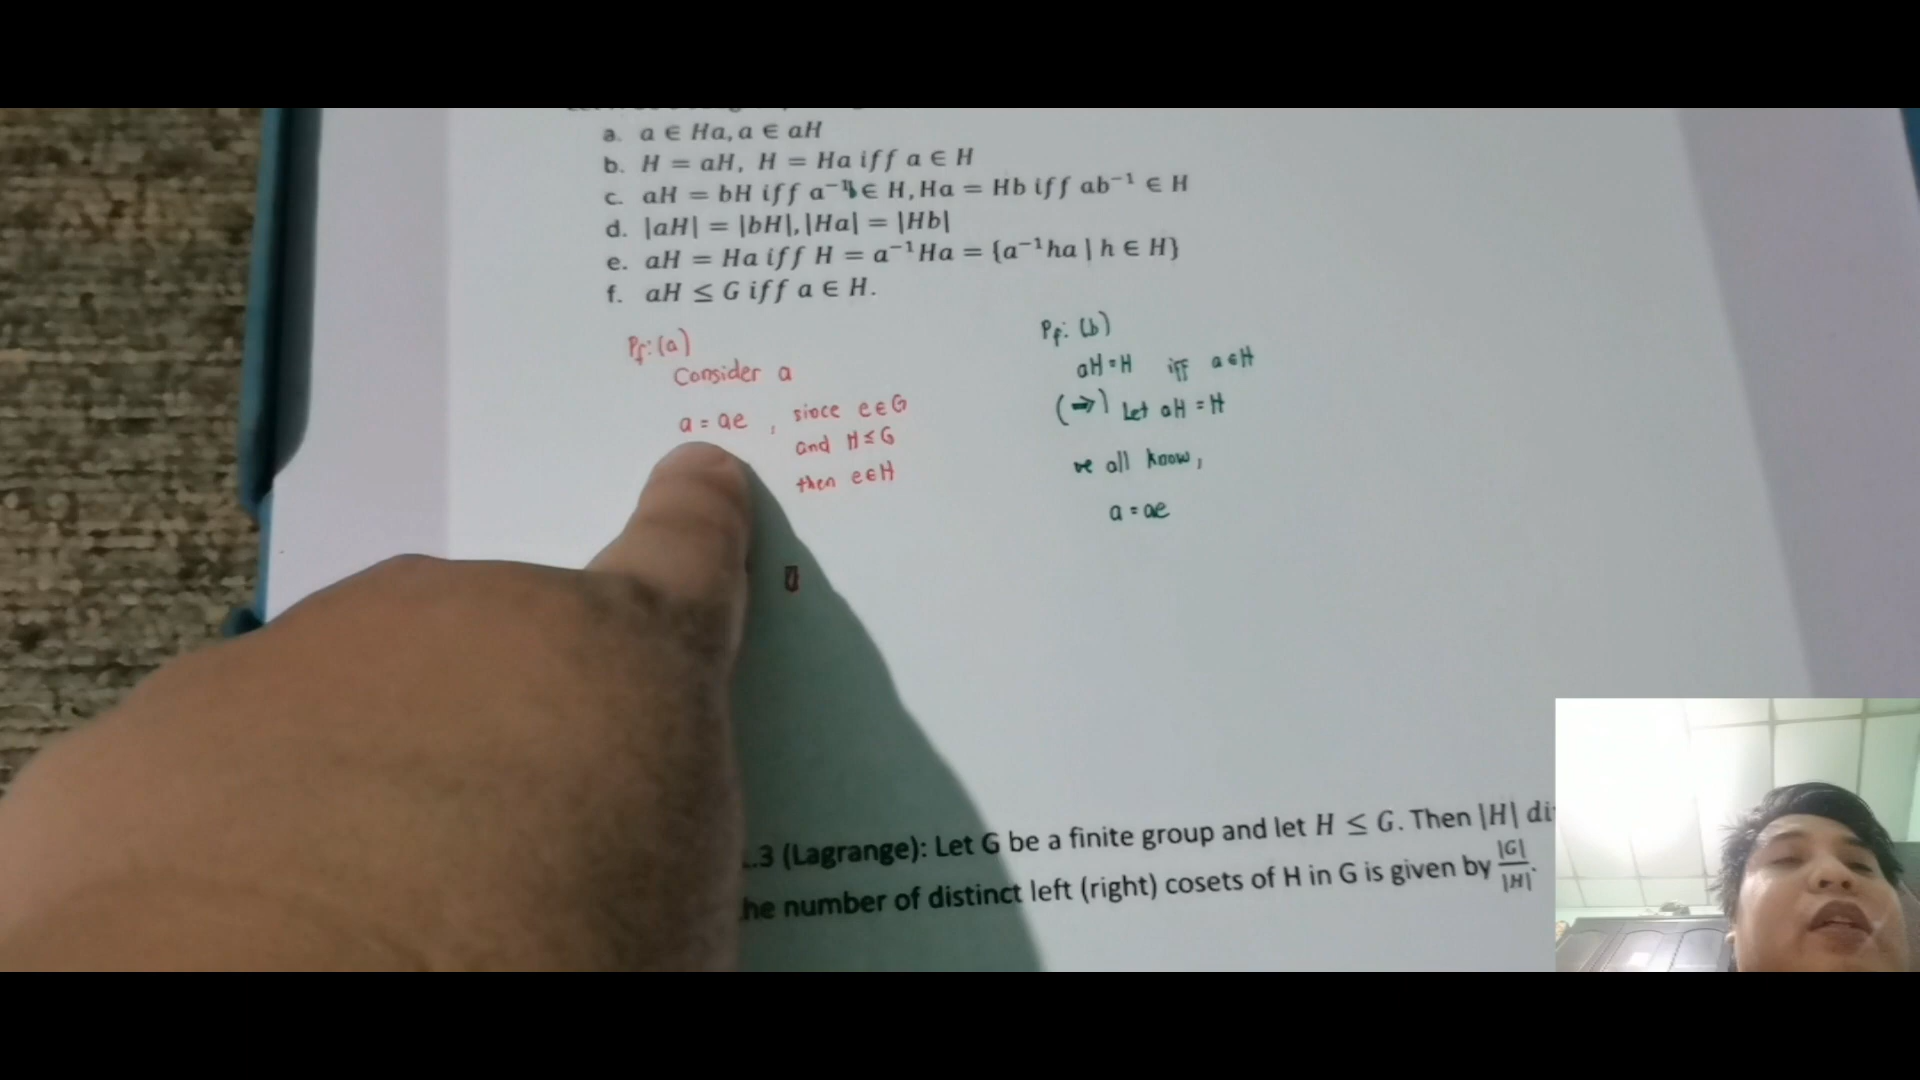 a. a ∈ Ha, a ∈ aH
b. H = aH, H = Ha iff a ∈ H
c. aH = bH iff a⁻¹b ∈ H, Ha = Hb iff ab⁻¹ ∈ H
d. |aH| = |bH|, |Ha| = |Hb|
e. aH = Ha iff H = a⁻¹Ha = {a⁻¹ha | h ∈ H}
f. aH ≤ G iff a ∈ H.
Pf: (a)
Consider a
a = ae , since e∈G
and H≤G
then e∈H
Pf: (b)
aH = H iff a∈H
(⇒) Let aH = H
we all know,
a = ae
.3 (Lagrange): Let G be a finite group and let H ≤ G. Then |H| di
he number of distinct left (right) cosets of H in G is given by |G|/|H|.